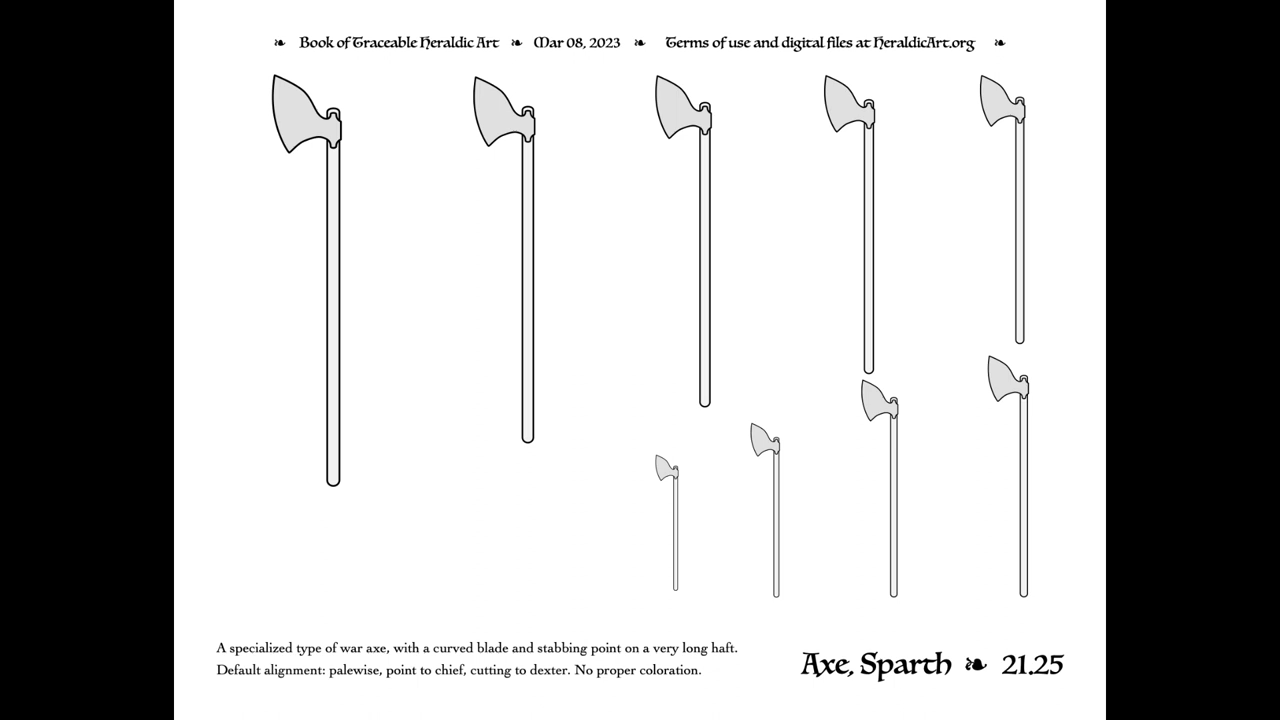 ❧ Book of Traceable Heraldic Art ❧ Mar 08, 2023 ❧ Terms of use and digital files at HeraldicArt.org ❧
A specialized type of war axe, with a curved blade and stabbing point on a very long haft.
Default alignment: palewise, point to chief, cutting to dexter. No proper coloration.
Axe, Sparth ❧ 21.25